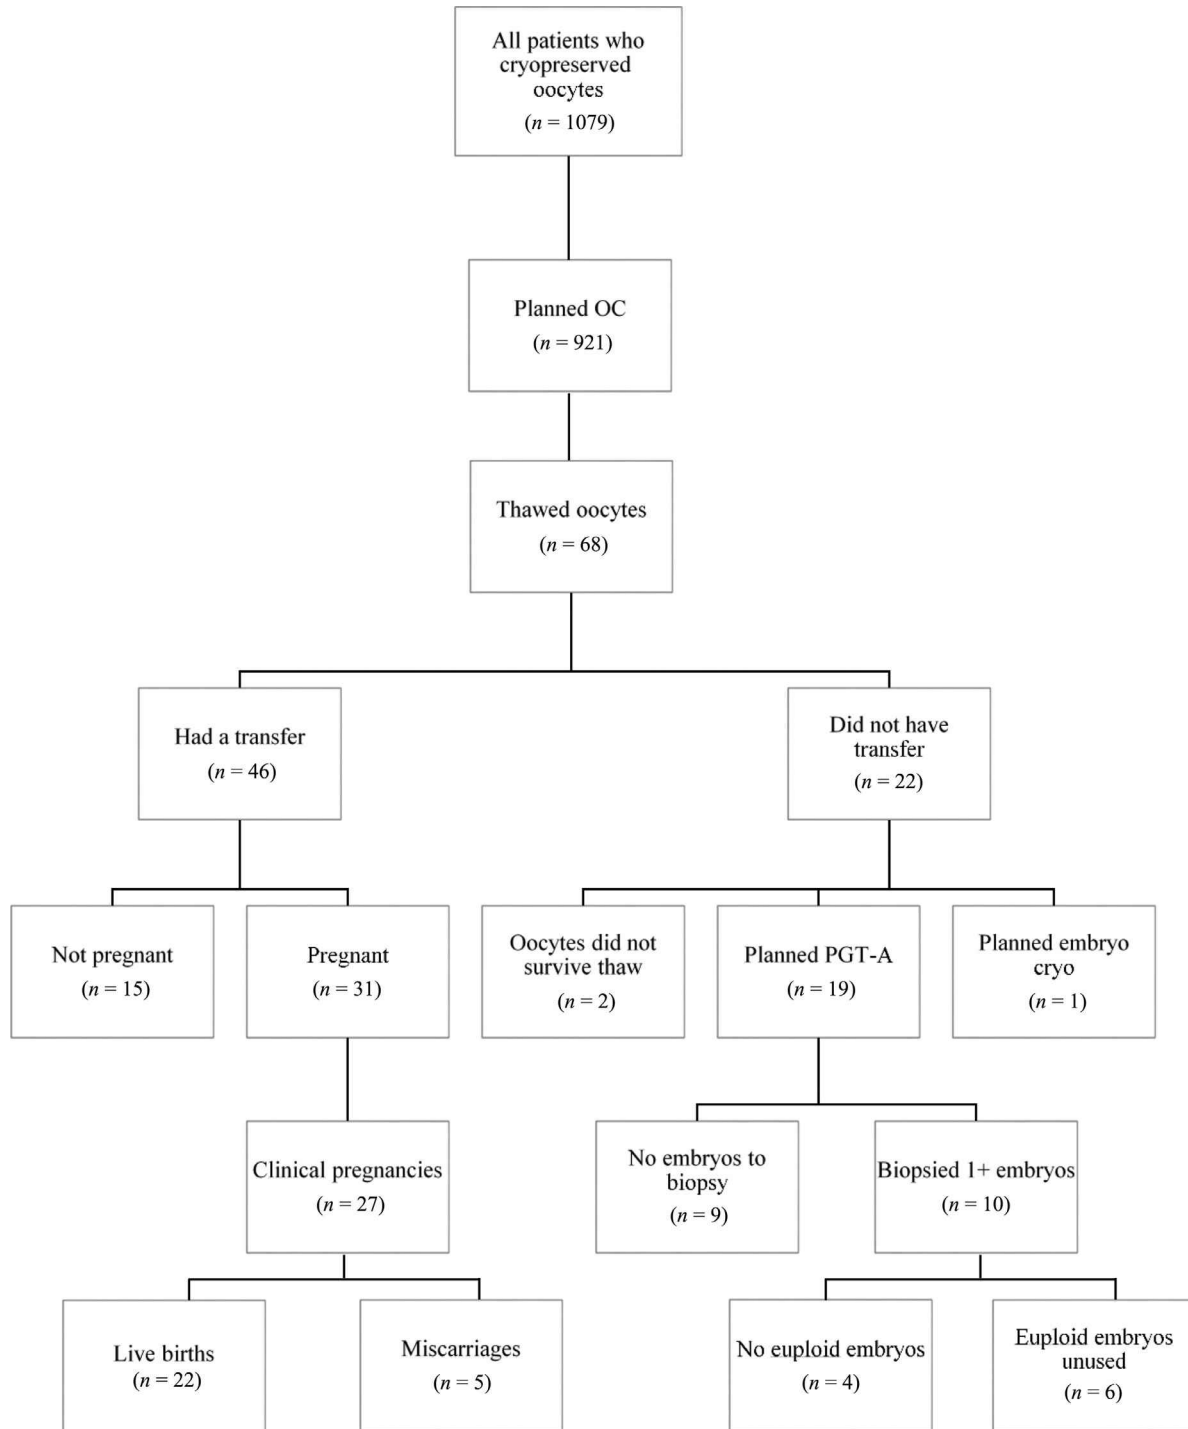 All patients who
cryopreserved
oocytes
(n = 1079)
Planned OC
(n = 921)
Thawed oocytes
(n = 68)
Had a transfer
(n = 46)
Did not have
transfer
(n = 22)
Not pregnant
(n = 15)
Pregnant
(n = 31)
Oocytes did not
survive thaw
(n = 2)
Planned PGT-A
(n = 19)
Planned embryo
cryo
(n = 1)
Clinical pregnancies
(n = 27)
No embryos to
biopsy
(n = 9)
Biopsied 1+ embryos
(n = 10)
Live births
(n = 22)
Miscarriages
(n = 5)
No euploid embryos
(n = 4)
Euploid embryos
unused
(n = 6)